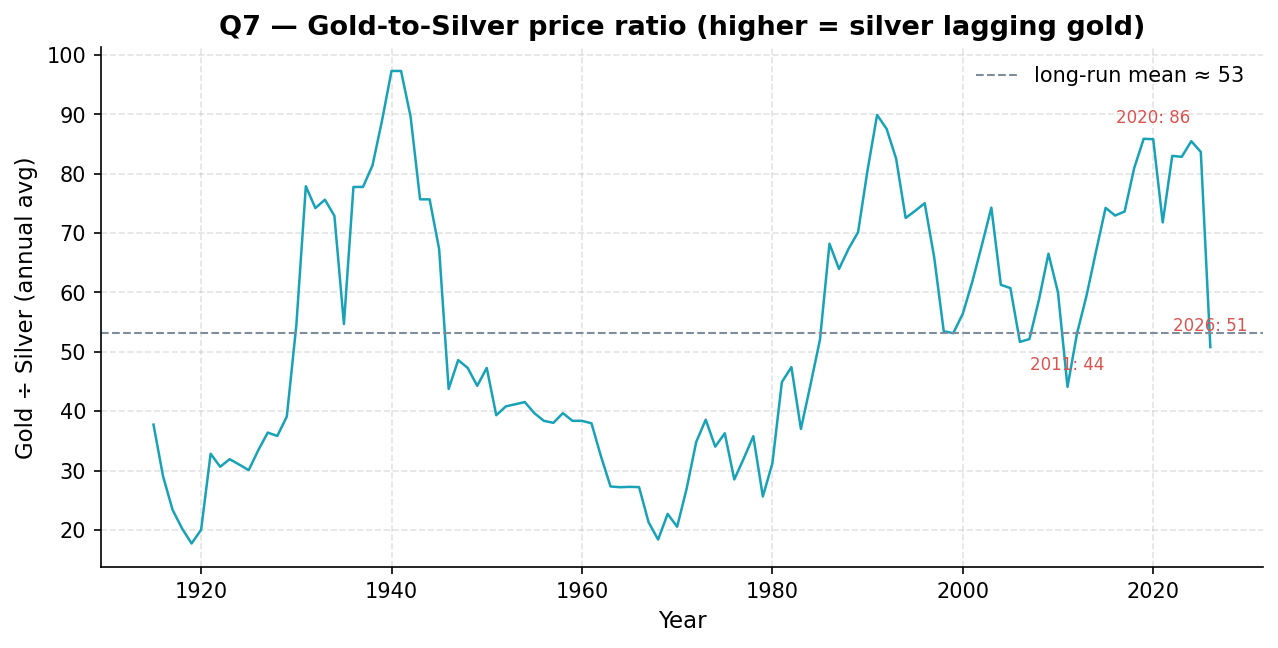 Q7 — Gold-to-Silver price ratio (higher = silver lagging gold)
long-run mean ≈ 53
2020: 86
2026: 51
2011: 44
Gold ÷ Silver (annual avg)
100
90
80
70
60
50
40
30
20
1920 1940 1960 1980 2000 2020
Year